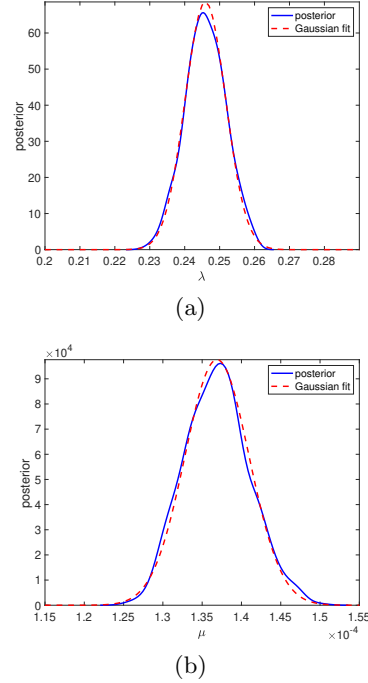 60
50
40
30
20
10
0
posterior
posterior
Gaussian fit
0.2 0.21 0.22 0.23 0.24 0.25 0.26 0.27 0.28
λ
(a)
×10⁴
9
8
7
6
5
4
3
2
1
0
posterior
posterior
Gaussian fit
1.15 1.2 1.25 1.3 1.35 1.4 1.45 1.5 1.55
μ
×10⁻⁴
(b)